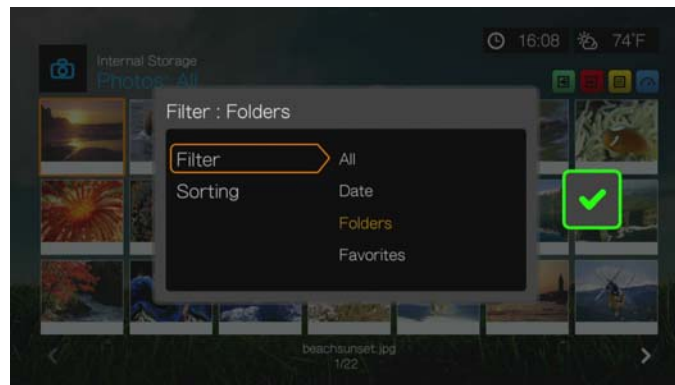 16:08 74°F
Internal Storage
Photos: All
Filter : Folders
Filter
All
Sorting
Date
Folders
Favorites
beachsunset.jpg
1/22